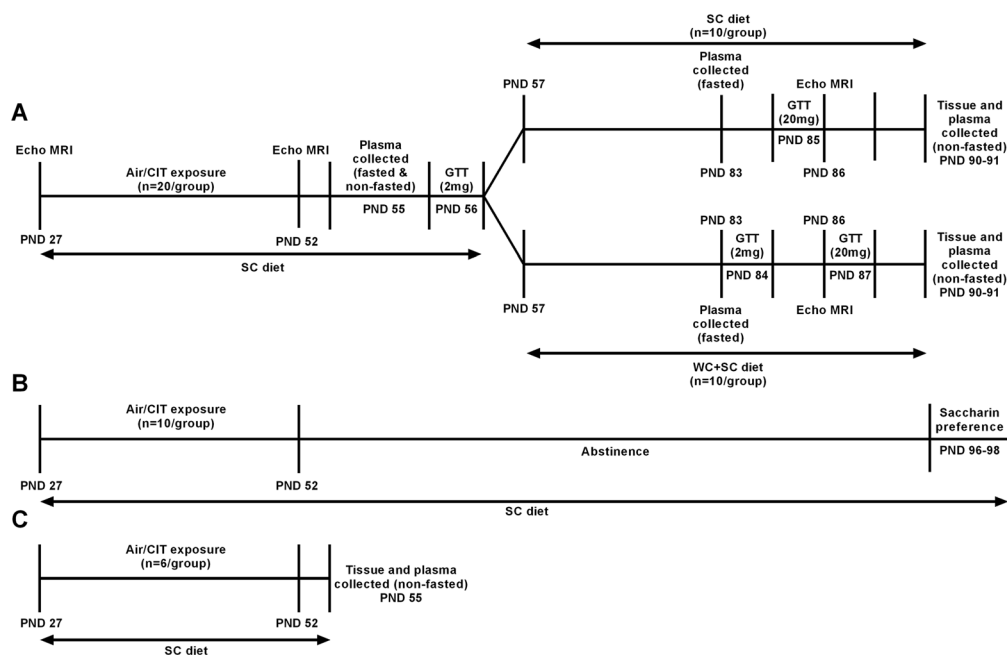 A
Echo MRI
Air/CIT exposure
(n=20/group)
Echo MRI
Plasma
collected
(fasted &
non-fasted)
PND 55
GTT
(2mg)
PND 56
PND 27
PND 52
SC diet
SC diet
(n=10/group)
PND 57
Plasma
collected
(fasted)
PND 83
GTT
(20mg)
PND 85
Echo MRI
PND 86
Tissue and
plasma
collected
(non-fasted)
PND 90-91
PND 57
PND 83
Plasma
collected
(fasted)
GTT
(2mg)
PND 84
PND 86
Echo MRI
GTT
(20mg)
PND 87
Tissue and
plasma
collected
(non-fasted)
PND 90-91
WC+SC diet
(n=10/group)
B
Air/CIT exposure
(n=10/group)
PND 27
PND 52
Abstinence
Saccharin
preference
PND 96-98
SC diet
C
Air/CIT exposure
(n=6/group)
Tissue and plasma
collected (non-fasted)
PND 55
PND 27
PND 52
SC diet